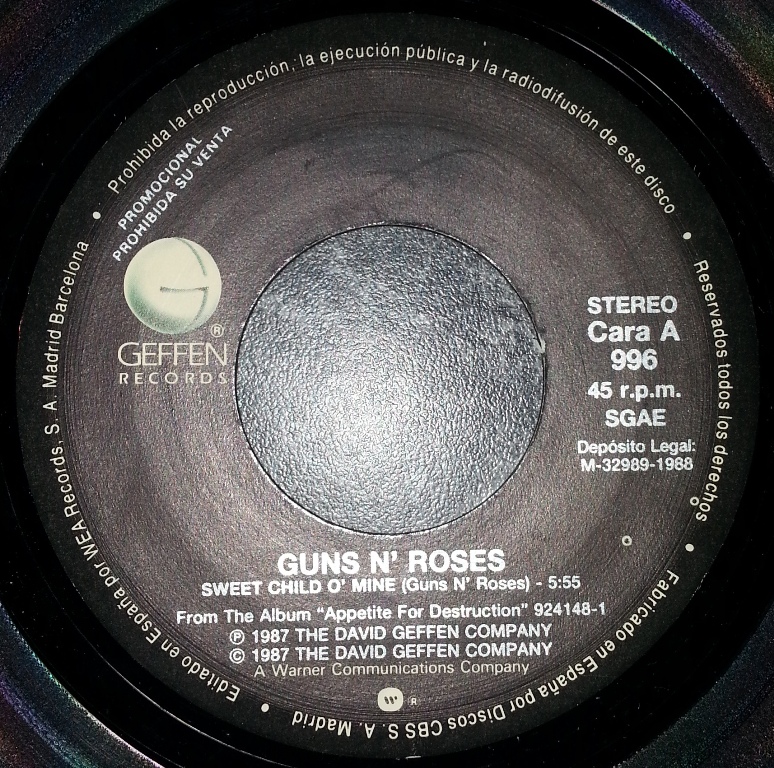 Prohibida la reproducción, la ejecución pública y la radiodifusión de este disco • Reservados todos los derechos • Fabricado en España por Discos CBS S. A. Madrid • Editado en España por WEA Records, S. A. Madrid Barcelona •
PROMOCIONAL
PROHIBIDA SU VENTA
GEFFEN ®
RECORDS
STEREO
Cara A
996
45 r.p.m.
SGAE
Depósito Legal:
M-32989-1988
GUNS N' ROSES
SWEET CHILD O' MINE (Guns N' Roses) - 5:55
From The Album "Appetite For Destruction" 924148-1
℗ 1987 THE DAVID GEFFEN COMPANY
© 1987 THE DAVID GEFFEN COMPANY
A Warner Communications Company
®